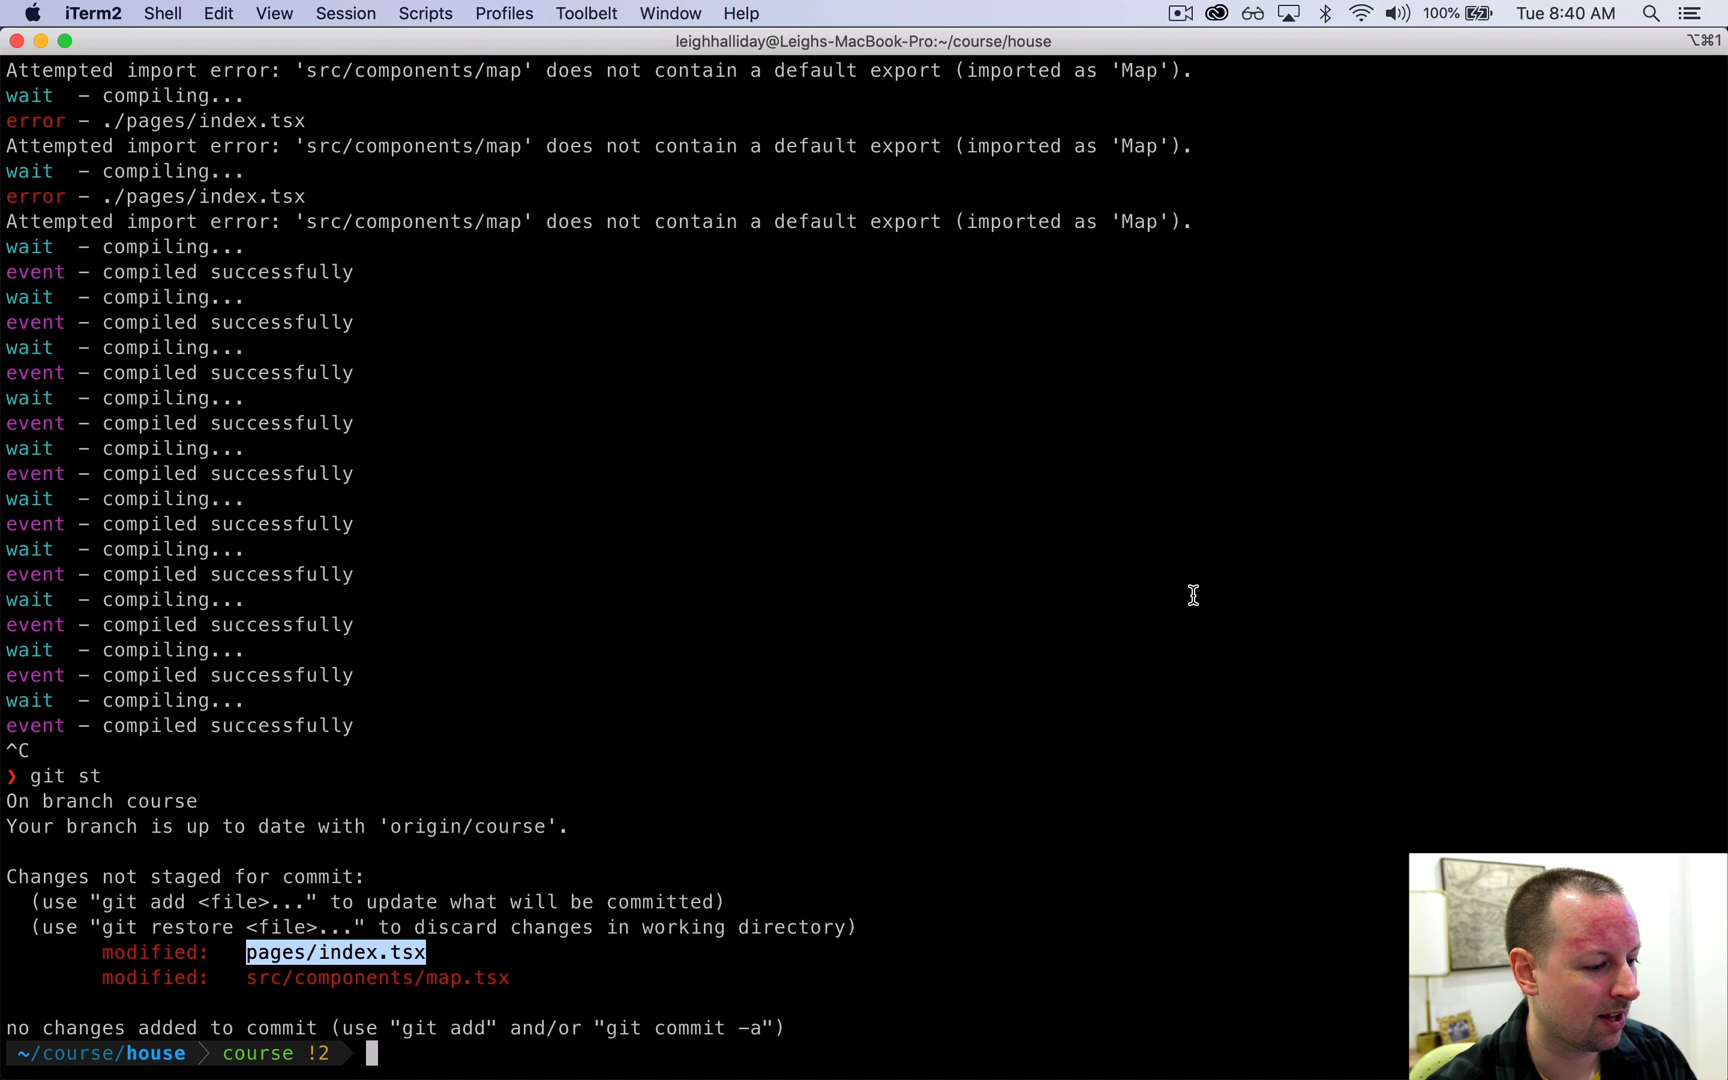 iTerm2 Shell Edit View Session Scripts Profiles Toolbelt Window Help 100% Tue 8:40 AM
leighhalliday@Leighs-MacBook-Pro:~/course/house ⌥⌘1
Attempted import error: 'src/components/map' does not contain a default export (imported as 'Map').
wait - compiling...
error - ./pages/index.tsx
Attempted import error: 'src/components/map' does not contain a default export (imported as 'Map').
wait - compiling...
error - ./pages/index.tsx
Attempted import error: 'src/components/map' does not contain a default export (imported as 'Map').
wait - compiling...
event - compiled successfully
wait - compiling...
event - compiled successfully
wait - compiling...
event - compiled successfully
wait - compiling...
event - compiled successfully
wait - compiling...
event - compiled successfully
wait - compiling...
event - compiled successfully
wait - compiling...
event - compiled successfully
wait - compiling...
event - compiled successfully
wait - compiling...
event - compiled successfully
wait - compiling...
event - compiled successfully
^C
❯ git st
On branch course
Your branch is up to date with 'origin/course'.
Changes not staged for commit:
(use "git add <file>..." to update what will be committed)
(use "git restore <file>..." to discard changes in working directory)
modified: pages/index.tsx
modified: src/components/map.tsx
no changes added to commit (use "git add" and/or "git commit -a")
~/course/house course !2